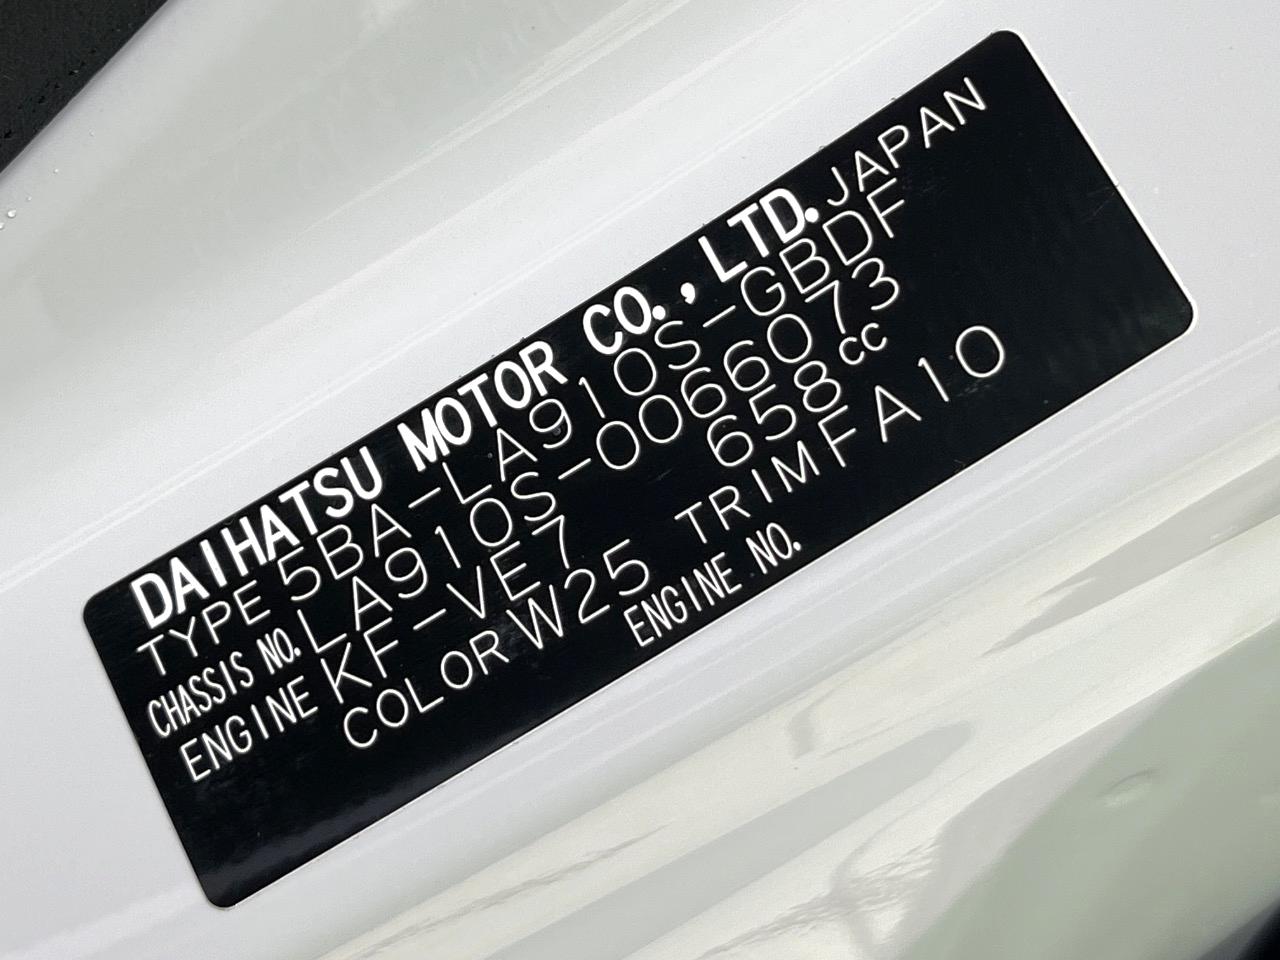 DAIHATSU MOTOR CO., LTD. JAPAN
TYPE 5BA-LA910S-GBDF
CHASSIS NO. LA910S-0066073
ENGINE KF-VE7 658cc
COLOR W25 TRIM FA10
ENGINE NO.